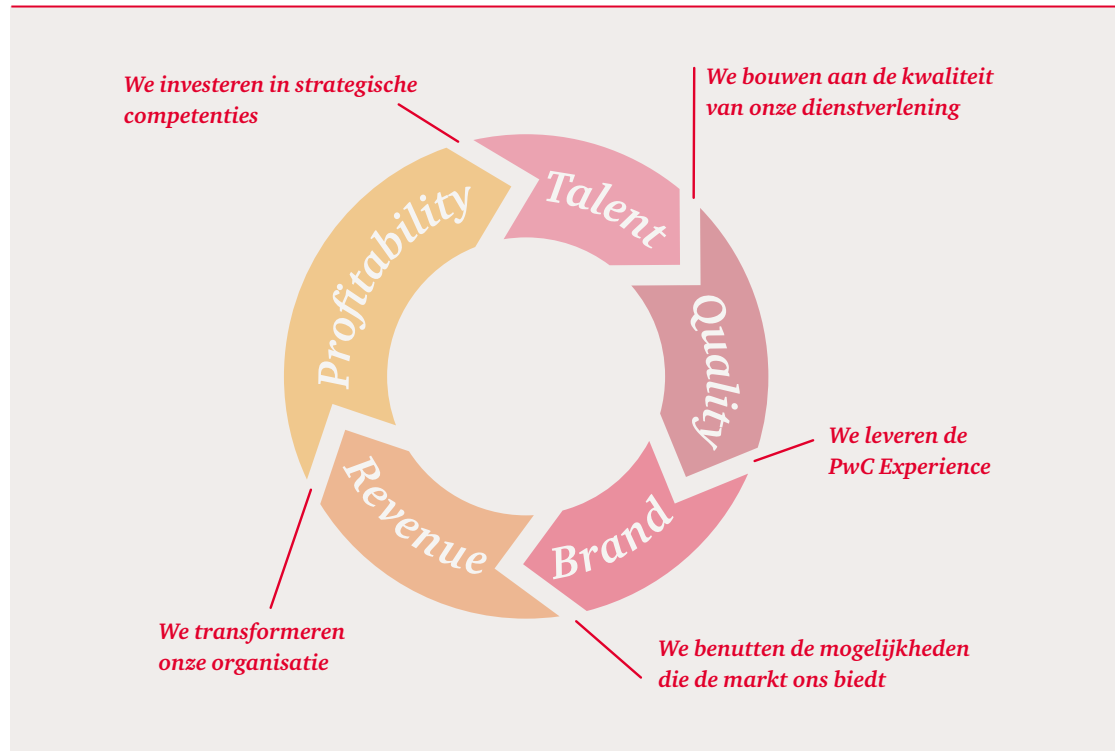 We investeren in strategische
competenties
We bouwen aan de kwaliteit
van onze dienstverlening
Talent
Profitability
Quality
We leveren de
PwC Experience
Revenue
Brand
We transformeren
onze organisatie
We benutten de mogelijkheden
die de markt ons biedt